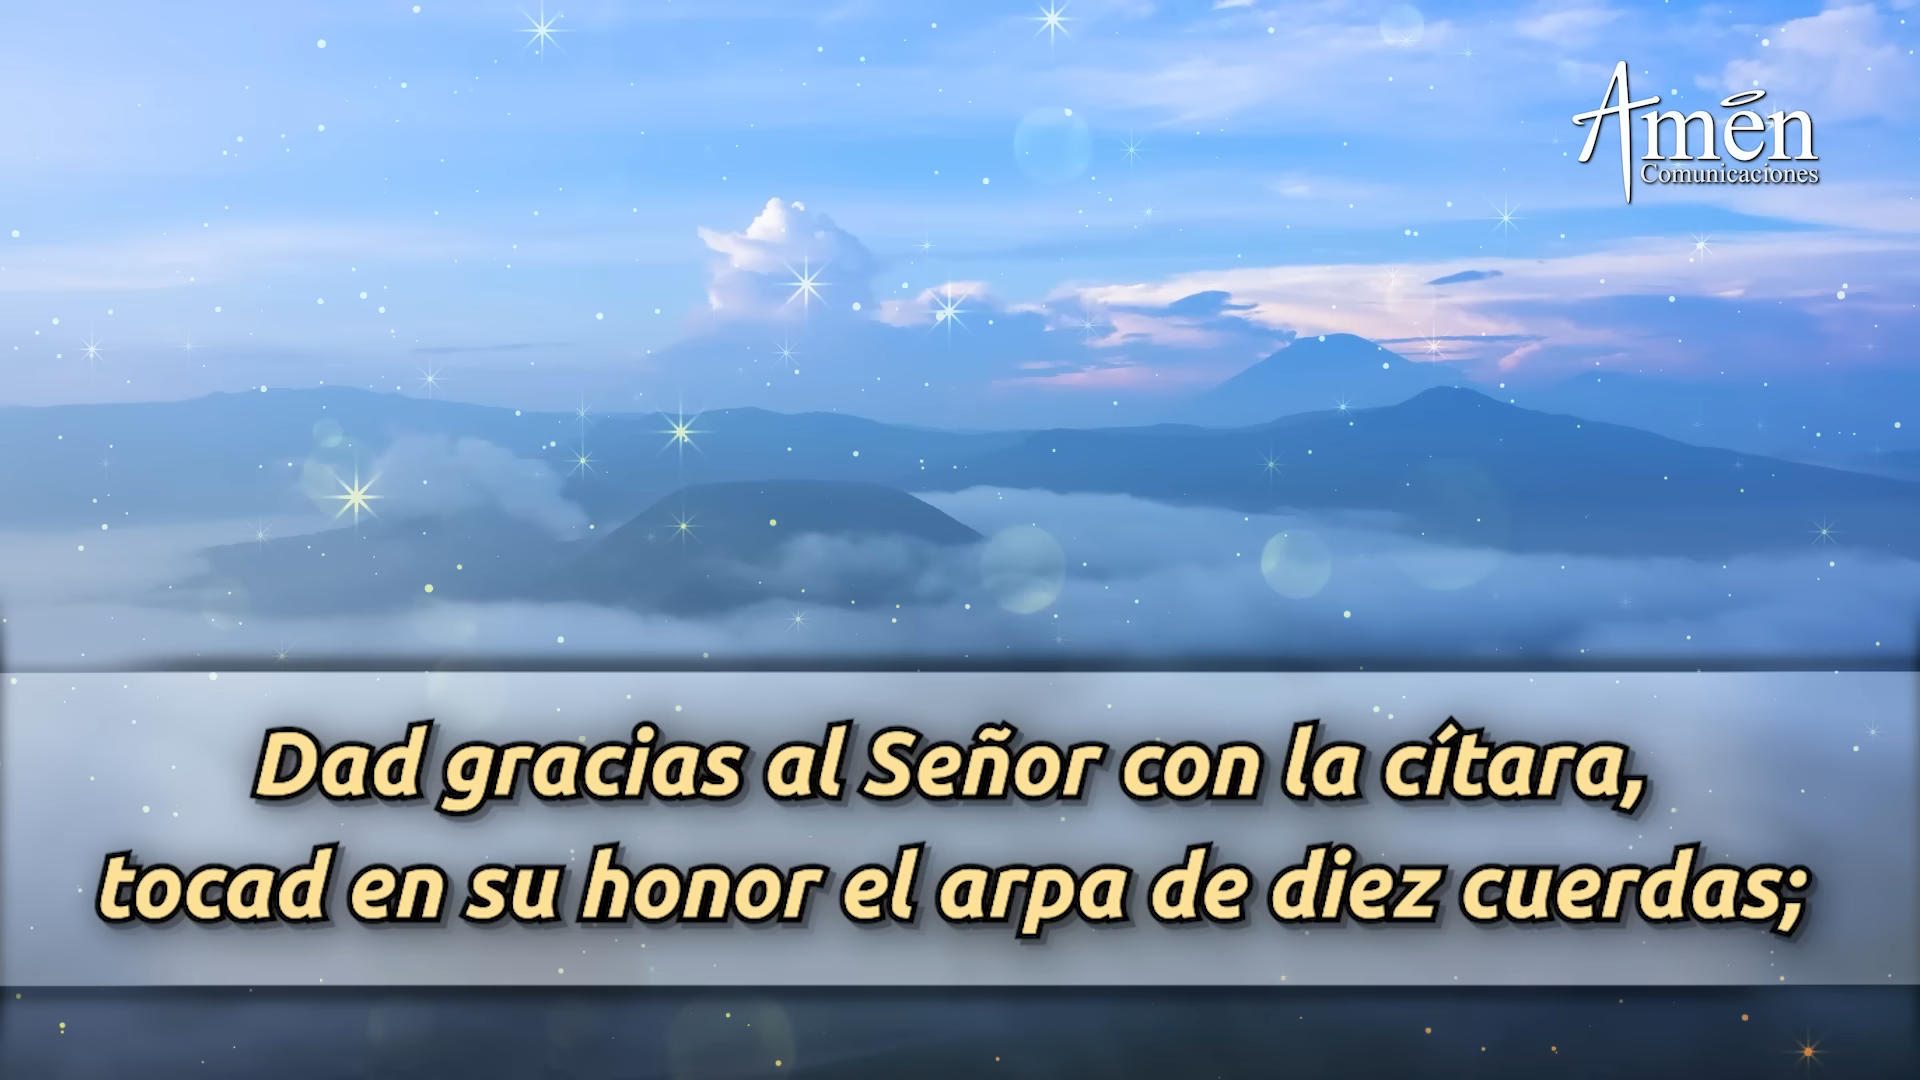 Amén
Comunicaciones
Dad gracias al Señor con la cítara,
tocad en su honor el arpa de diez cuerdas;